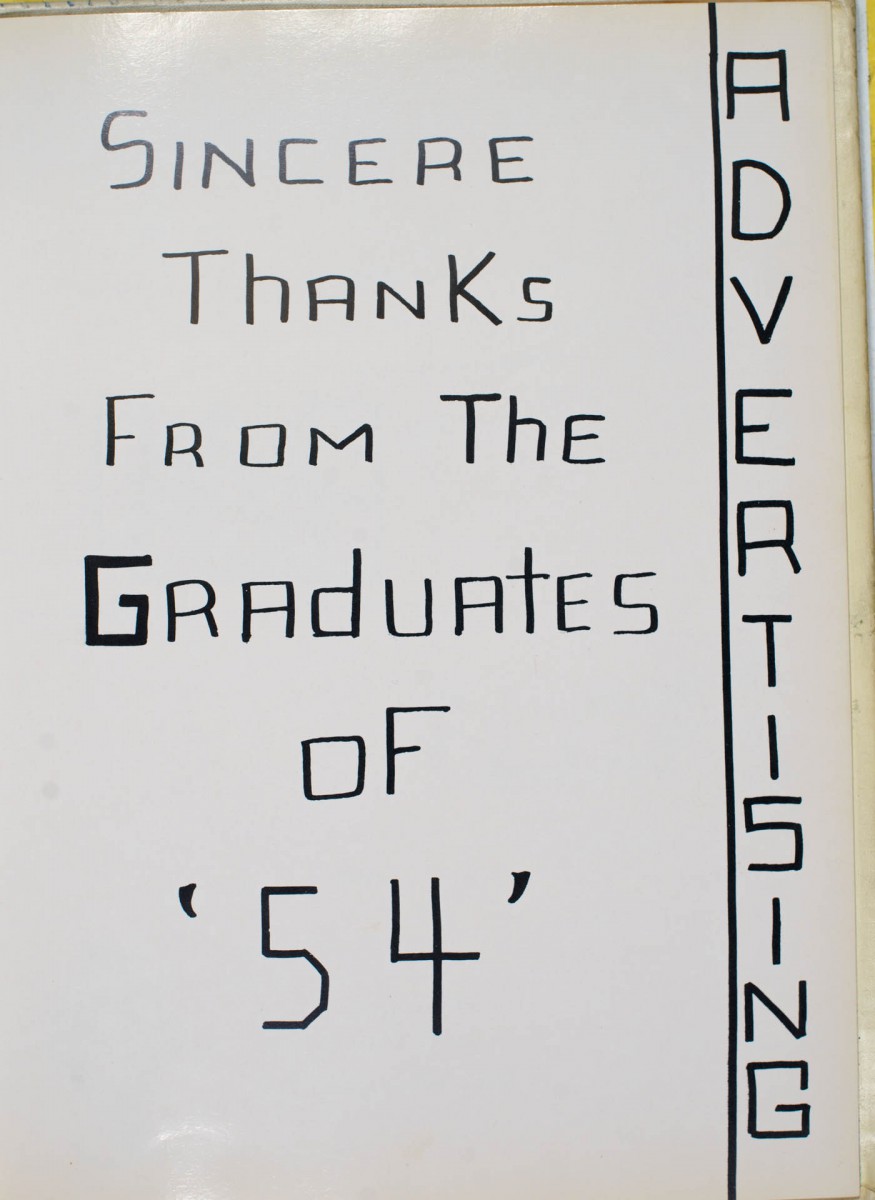 SINCERE
ThANKS
FROM ThE
GRAdUAtES
OF
‘54’
ADVERTISING